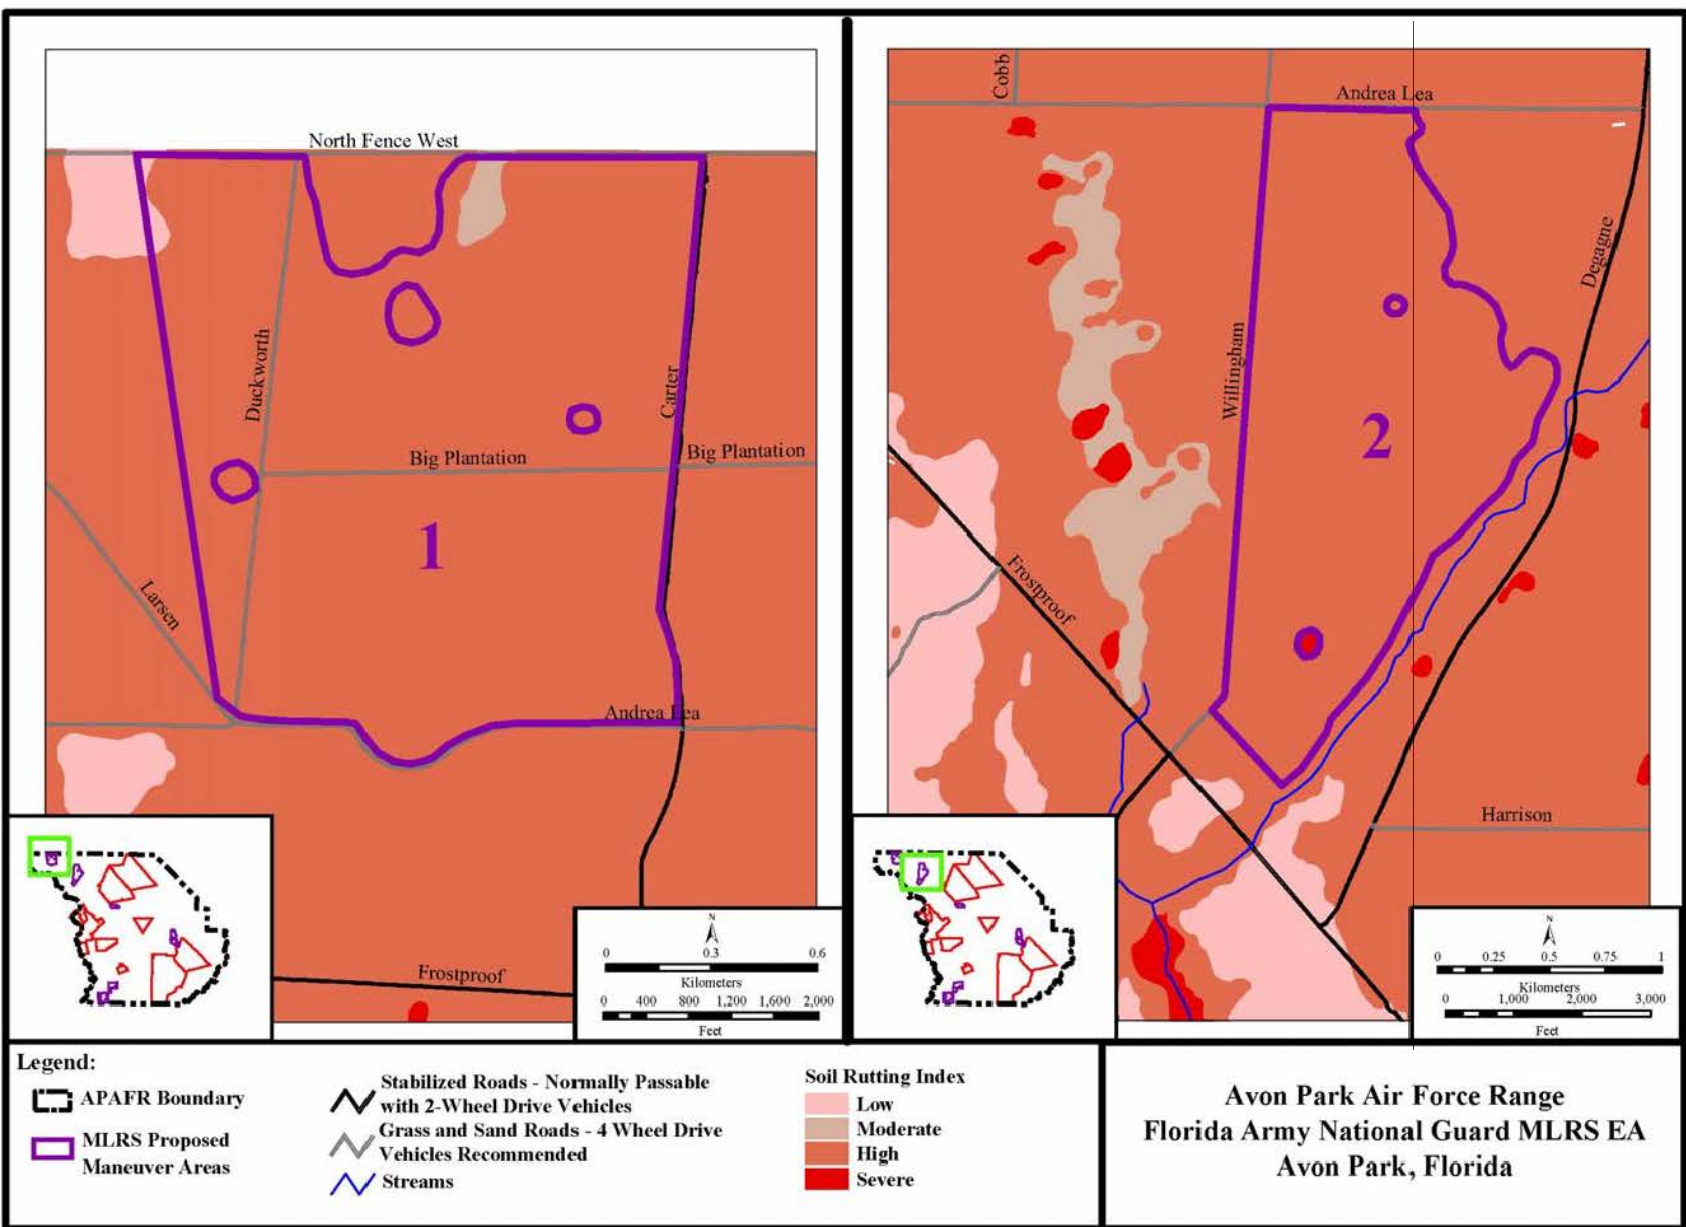 North Fence West
Duckworth
Carter
Big Plantation
Big Plantation
1
Larsen
Andrea Lea
Frostproof
N
0 0.3 0.6
Kilometers
0 400 800 1,200 1,600 2,000
Feet
Cobb
Andrea Lea
Degagne
Willingham
2
Frostproof
Harrison
N
0 0.25 0.5 0.75 1
Kilometers
0 1,000 2,000 3,000
Feet
Legend:
APAFR Boundary
MLRS Proposed
Maneuver Areas
Stabilized Roads - Normally Passable
with 2-Wheel Drive Vehicles
Grass and Sand Roads - 4 Wheel Drive
Vehicles Recommended
Streams
Soil Rutting Index
Low
Moderate
High
Severe
Avon Park Air Force Range
Florida Army National Guard MLRS EA
Avon Park, Florida